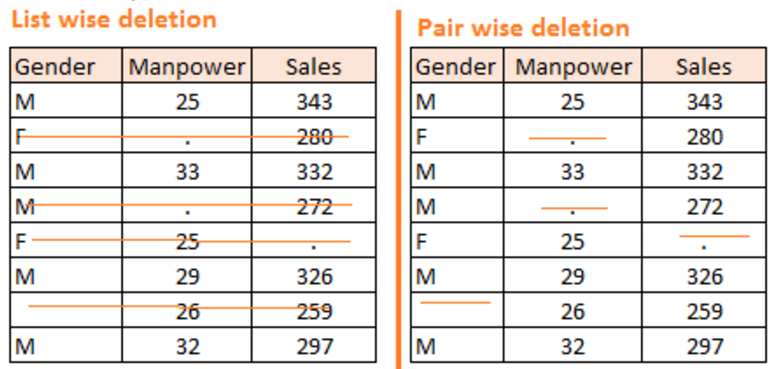 List wise deletion
Gender Manpower Sales
M 25 343
F . 280
M 33 332
M . 272
F 25 .
M 29 326
26 259
M 32 297
Pair wise deletion
Gender Manpower Sales
M 25 343
F . 280
M 33 332
M . 272
F 25 .
M 29 326
26 259
M 32 297